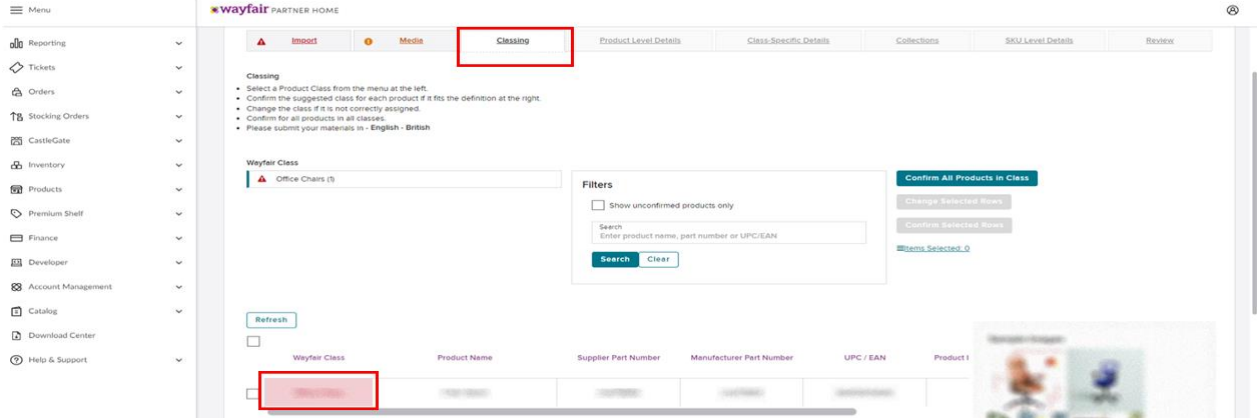 Menu
wayfair PARTNER HOME
Reporting
Tickets
Orders
Stocking Orders
CastleGate
Inventory
Products
Premium Shelf
Finance
Developer
Account Management
Catalog
Download Center
Help & Support
Import Media Classing Product Level Details Class-Specific Details Collections SKU Level Details Review
Classing
• Select a Product Class from the menu at the left.
• Confirm the suggested class for each product if it fits the definition at the right.
• Change the class if it is not correctly assigned.
• Confirm for all products in all classes.
• Please submit your materials in - English - British
Wayfair Class
Office Chairs (1)
Filters
Show unconfirmed products only
Search
Enter product name, part number or UPC/EAN
Search Clear
Confirm All Products in Class
Change Selected Rows
Confirm Selected Rows
Items Selected: 0
Refresh
Wayfair Class Product Name Supplier Part Number Manufacturer Part Number UPC / EAN Product